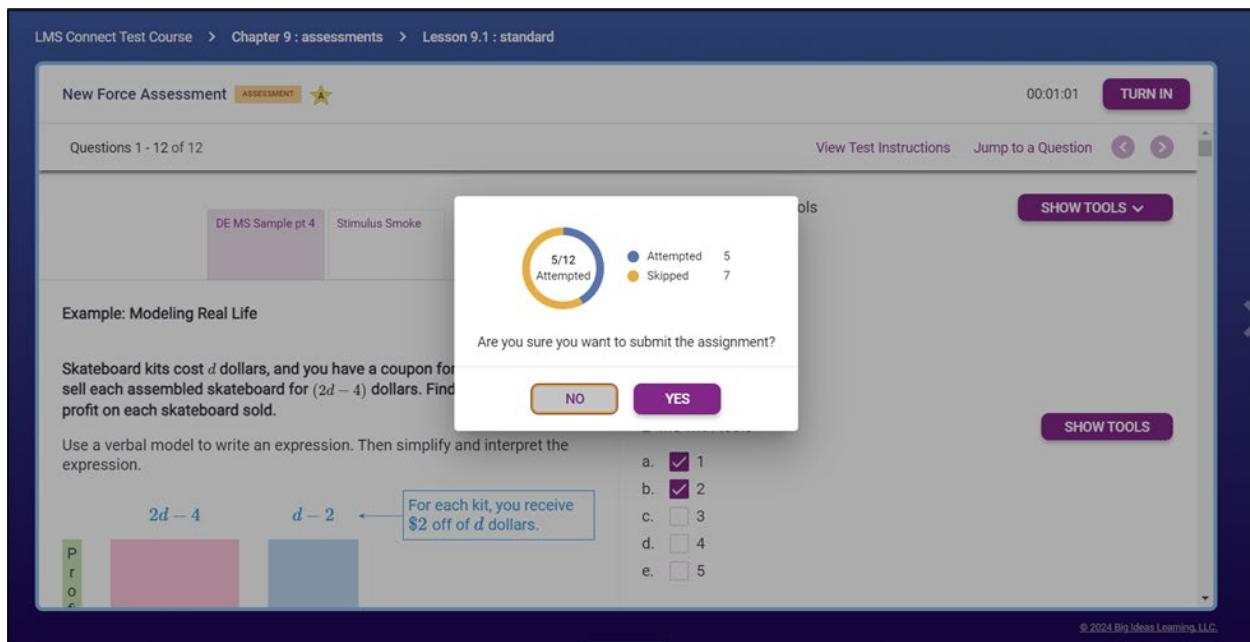 LMS Connect Test Course > Chapter 9 : assessments > Lesson 9.1 : standard
New Force Assessment ASSESSMENT A
00:01:01 TURN IN
Questions 1 - 12 of 12
View Test Instructions Jump to a Question < >
DE MS Sample pt 4 Stimulus Smoke
ols
SHOW TOOLS
5/12
Attempted
Attempted 5
Skipped 7
Are you sure you want to submit the assignment?
NO YES
Example: Modeling Real Life
Skateboard kits cost d dollars, and you have a coupon for
sell each assembled skateboard for (2d – 4) dollars. Find
profit on each skateboard sold.
Use a verbal model to write an expression. Then simplify and interpret the
expression.
2d – 4 d – 2
For each kit, you receive
$2 off of d dollars.
P
r
o
SHOW TOOLS
a. 1
b. 2
c. 3
d. 4
e. 5
© 2024 Big Ideas Learning, LLC.